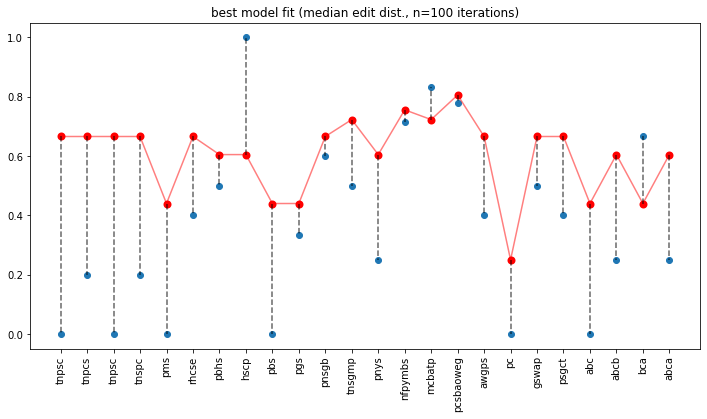 best model fit (median edit dist., n=100 iterations)
1.0
0.8
0.6
0.4
0.2
0.0
tnpsc
tnpcs
tnpsc
tnspc
pms
rhcse
pbhs
hscp
pbs
pgs
pnsgb
tnsgmp
pnys
nfpymbs
mcbatp
pcsbaoweg
awgps
pc
gswap
psgct
abc
abcb
bca
abca